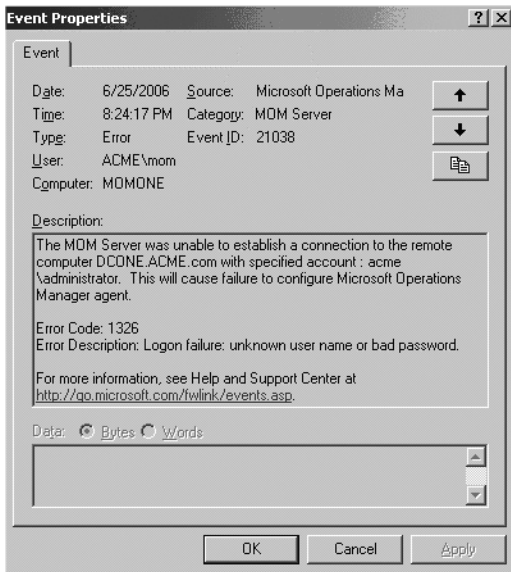 Event Properties
Event
Date: 6/25/2006 Source: Microsoft Operations Ma
Time: 8:24:17 PM Category: MOM Server
Type: Error Event ID: 21038
User: ACME\mom
Computer: MOMONE
Description:
The MOM Server was unable to establish a connection to the remote
computer DCONE.ACME.com with specified account : acme
\administrator. This will cause failure to configure Microsoft Operations
Manager agent.
Error Code: 1326
Error Description: Logon failure: unknown user name or bad password.
For more information, see Help and Support Center at
http://go.microsoft.com/fwlink/events.asp.
Data: Bytes Words
OK Cancel Apply